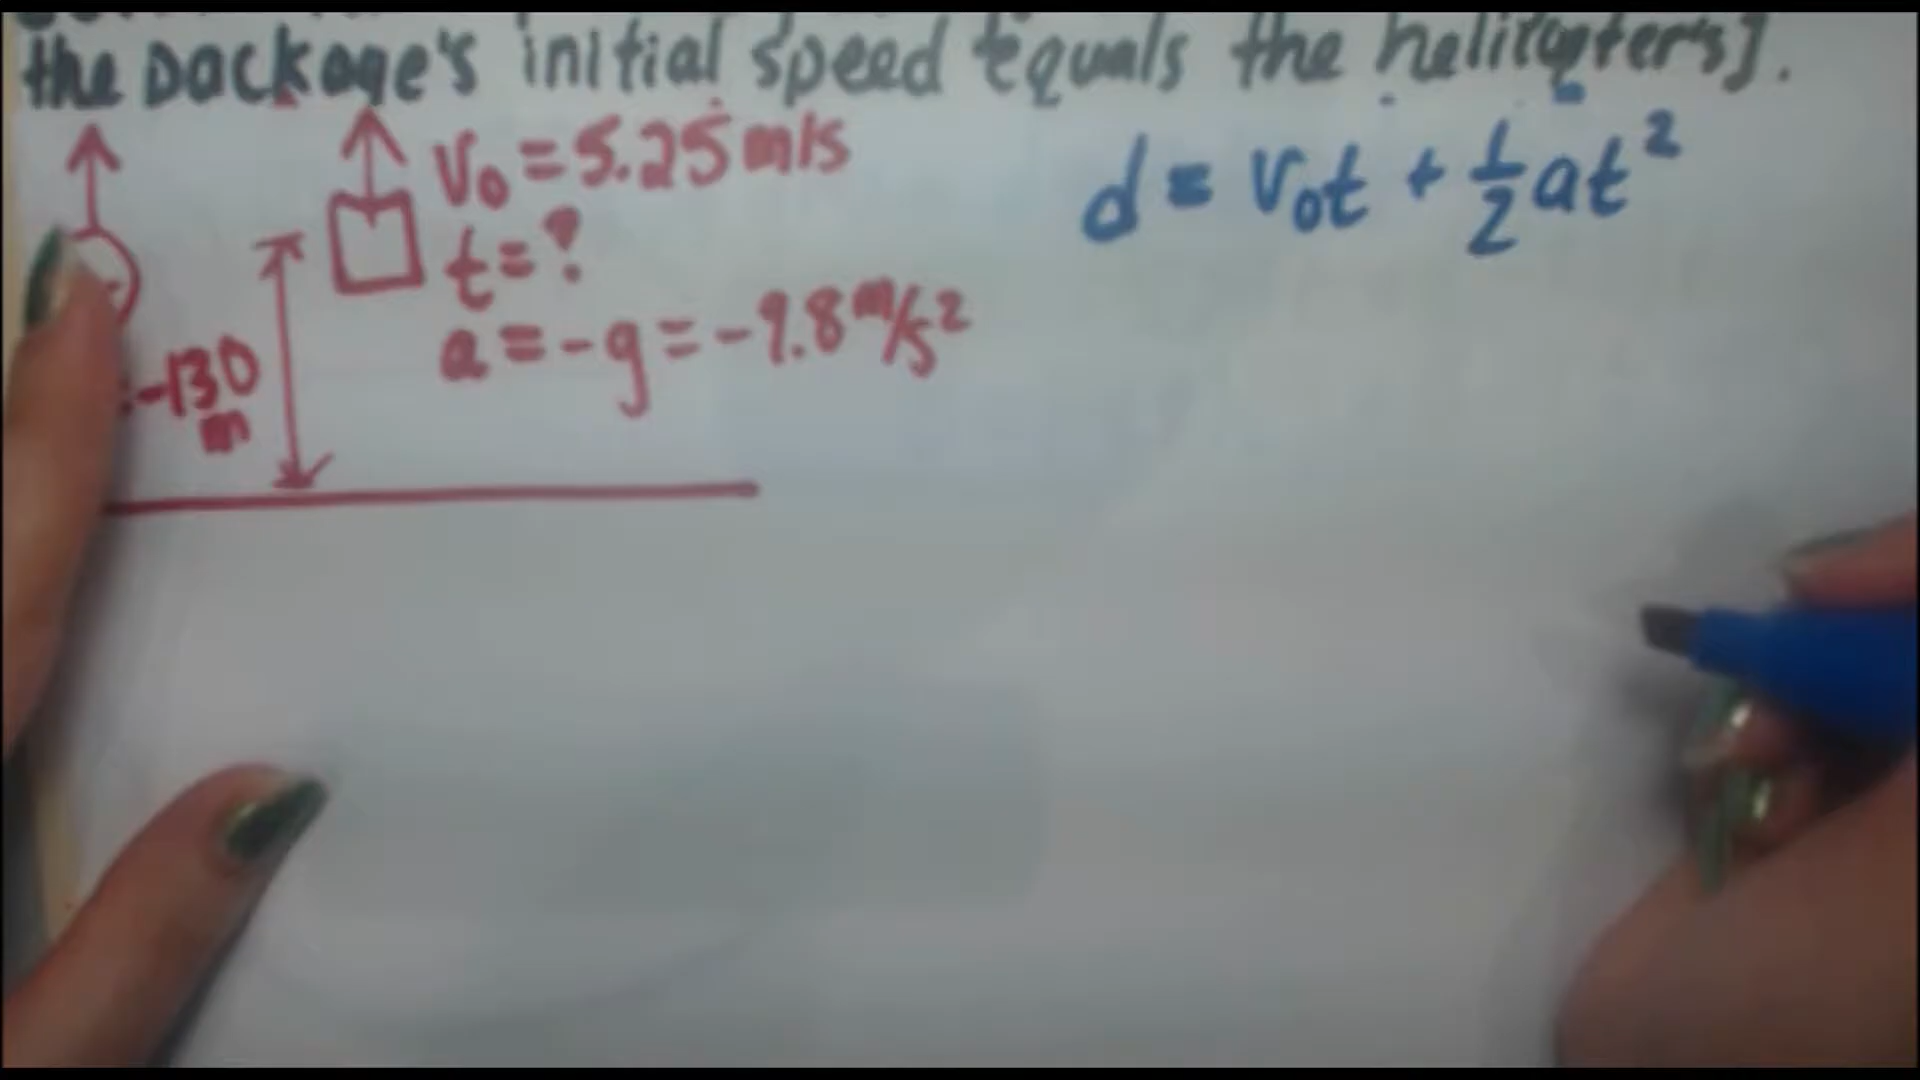 the package's initial speed equals the helicopter's].
v₀ = 5.25 m/s
t = ?
a = -g = -9.8 m/s²
-130
m
d = v₀t + ½at²